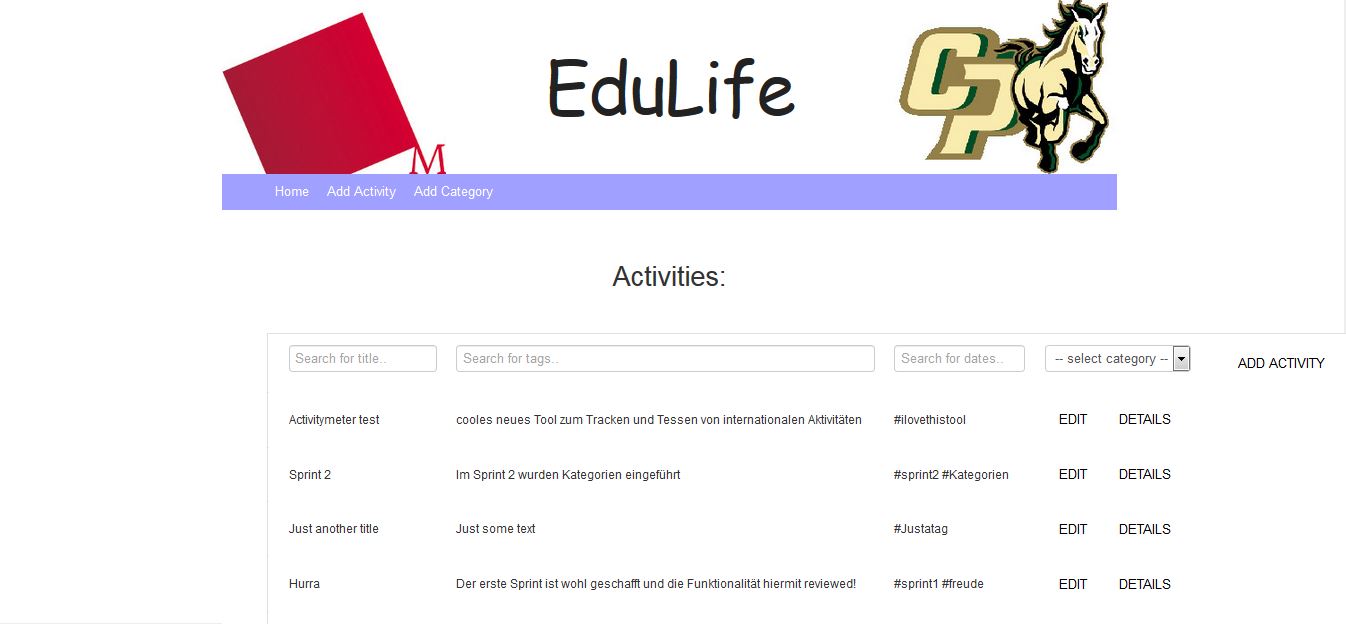 EduLife
CP
M
Home Add Activity Add Category
Activities:
Search for title.. Search for tags.. Search for dates.. -- select category -- ADD ACTIVITY
Activitymeter test cooles neues Tool zum Tracken und Tessen von internationalen Aktivitäten #ilovethistool EDIT DETAILS
Sprint 2 Im Sprint 2 wurden Kategorien eingeführt #sprint2 #Kategorien EDIT DETAILS
Just another title Just some text #Justatag EDIT DETAILS
Hurra Der erste Sprint ist wohl geschafft und die Funktionalität hiermit reviewed! #sprint1 #freude EDIT DETAILS